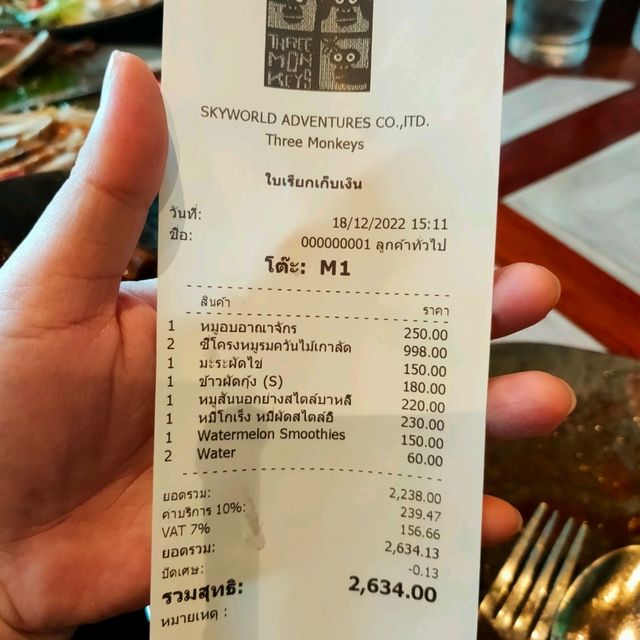 THREE
MON
KEYS
SKYWORLD ADVENTURES CO.,lTD.
Three Monkeys
ใบเรียกเก็บเงิน
วันที่: 18/12/2022 15:11
ชื่อ: 000000001 ลูกค้าทั่วไป
โต๊ะ: M1
สินค้า ราคา
1 หมูอบอาณาจักร 250.00
2 ซี่โครงหมูรมควันไม้เกาลัด 998.00
1 มะระผัดไข่ 150.00
1 ข้าวผัดกุ้ง (S) 180.00
1 หมูสันนอกย่างสไตล์บาหลี 220.00
1 หมี่โกเร็ง หมี่ผัดสไตล์อิ 230.00
1 Watermelon Smoothies 150.00
2 Water 60.00
ยอดรวม: 2,238.00
ค่าบริการ 10%: 239.47
VAT 7% 156.66
ยอดรวม: 2,634.13
ปัดเศษ: -0.13
รวมสุทธิ: 2,634.00
หมายเหตุ :